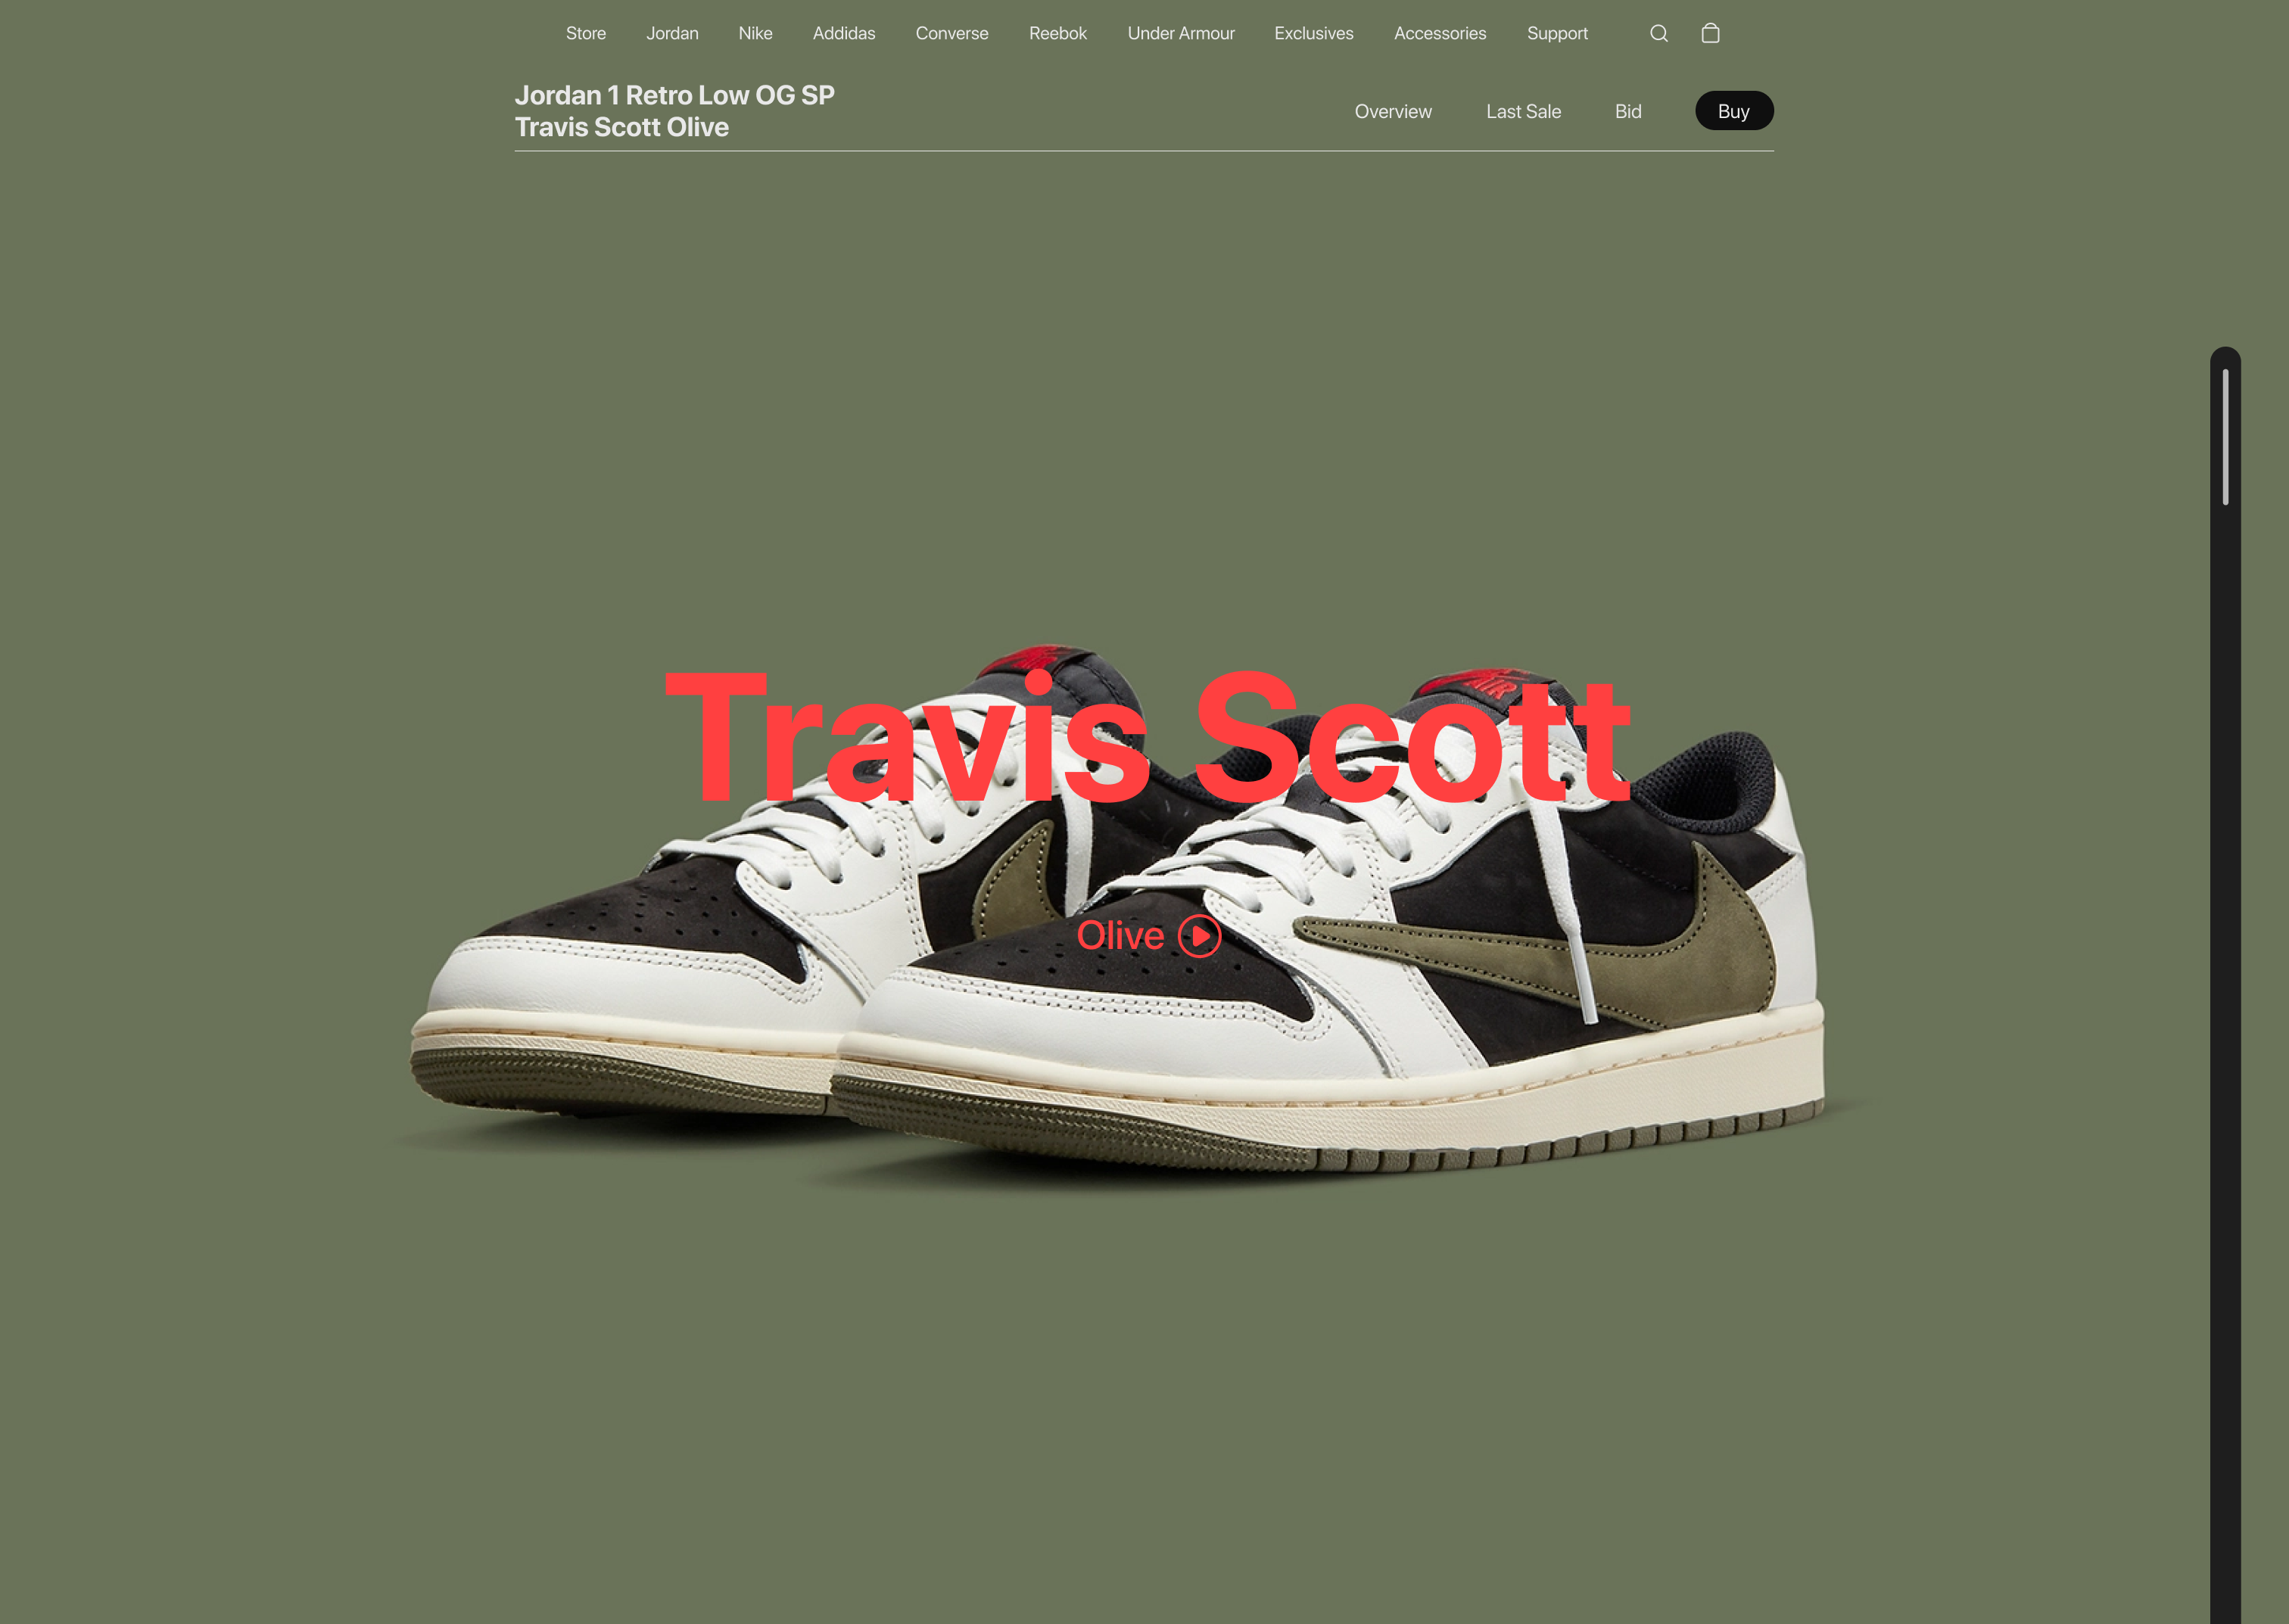 Store Jordan Nike Addidas Converse Reebok Under Armour Exclusives Accessories Support
Jordan 1 Retro Low OG SP
Travis Scott Olive
Overview Last Sale Bid Buy
AIR
Travis Scott
Olive